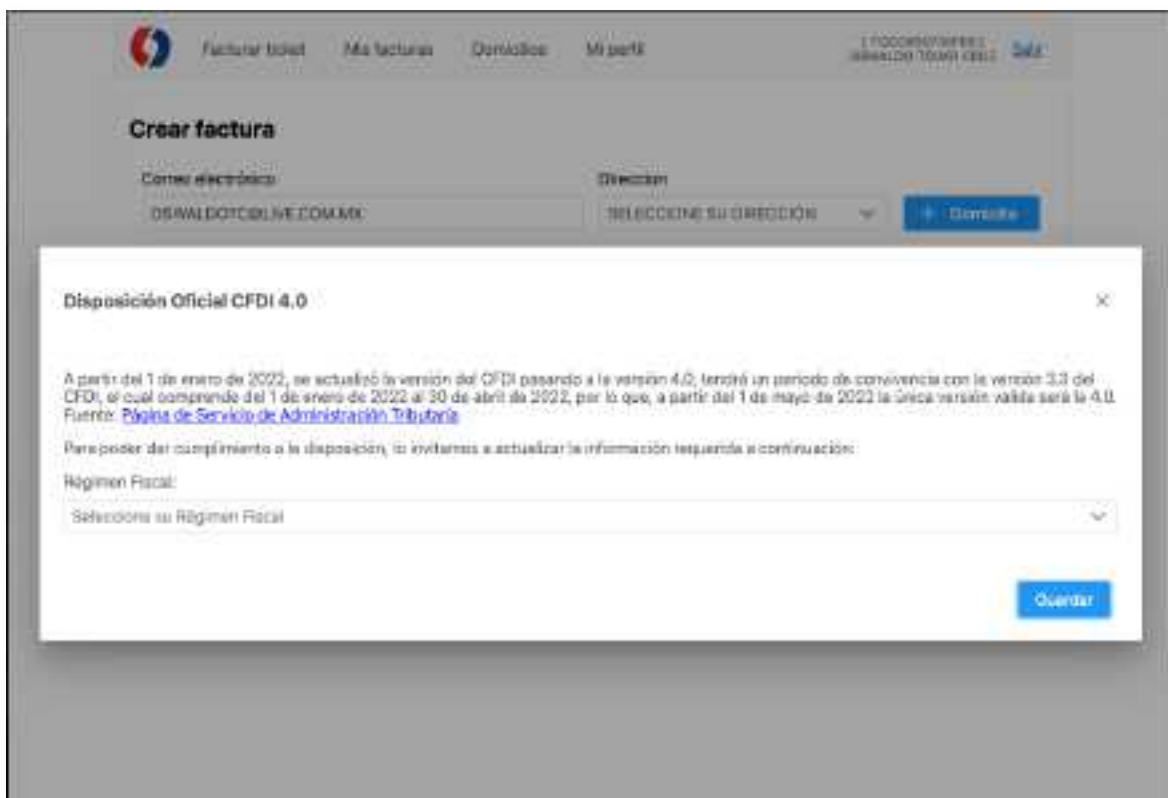 Facturar ticket Mis facturas Domicilios Mi perfil Salir
Crear factura
Correo electrónico Direccion
OSWALDOTC@LIVE.COM.MX SELECCIONE SU DIRECCIÓN + Domicilio
Disposición Oficial CFDI 4.0
A partir del 1 de enero de 2022, se actualizó la versión del CFDI pasando a la versión 4.0; tendrá un periodo de convivencia con la versión 3.3 del
CFDI, el cual comprende del 1 de enero de 2022 al 30 de abril de 2022, por lo que, a partir del 1 de mayo de 2022 la única versión valida será la 4.0.
Fuente: Página de Servicio de Administración Tributaria
Para poder dar cumplimiento a la disposición, lo invitamos a actualizar la información requerida a continuación:
Régimen Fiscal:
Seleccione su Régimen Fiscal
Guardar